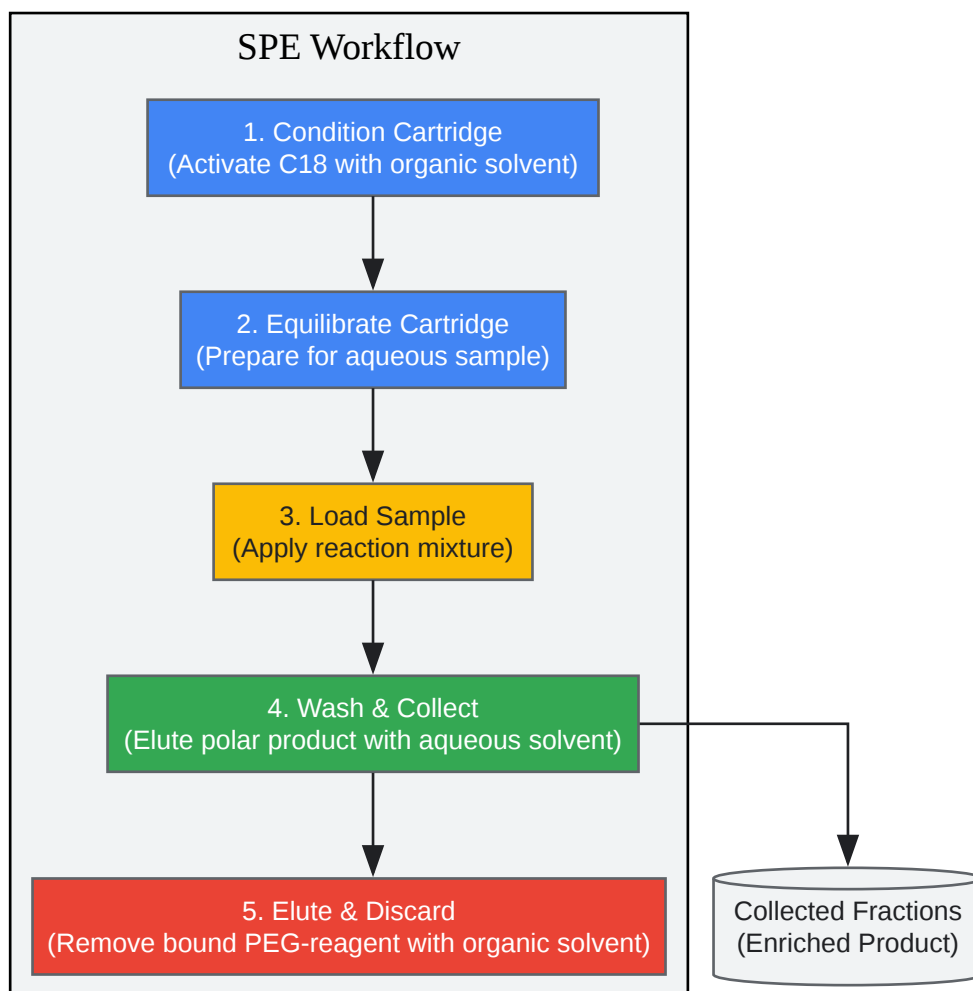 SPE Workflow
1. Condition Cartridge
(Activate C18 with organic solvent)
2. Equilibrate Cartridge
(Prepare for aqueous sample)
3. Load Sample
(Apply reaction mixture)
4. Wash & Collect
(Elute polar product with aqueous solvent)
5. Elute & Discard
(Remove bound PEG-reagent with organic solvent)
Collected Fractions
(Enriched Product)